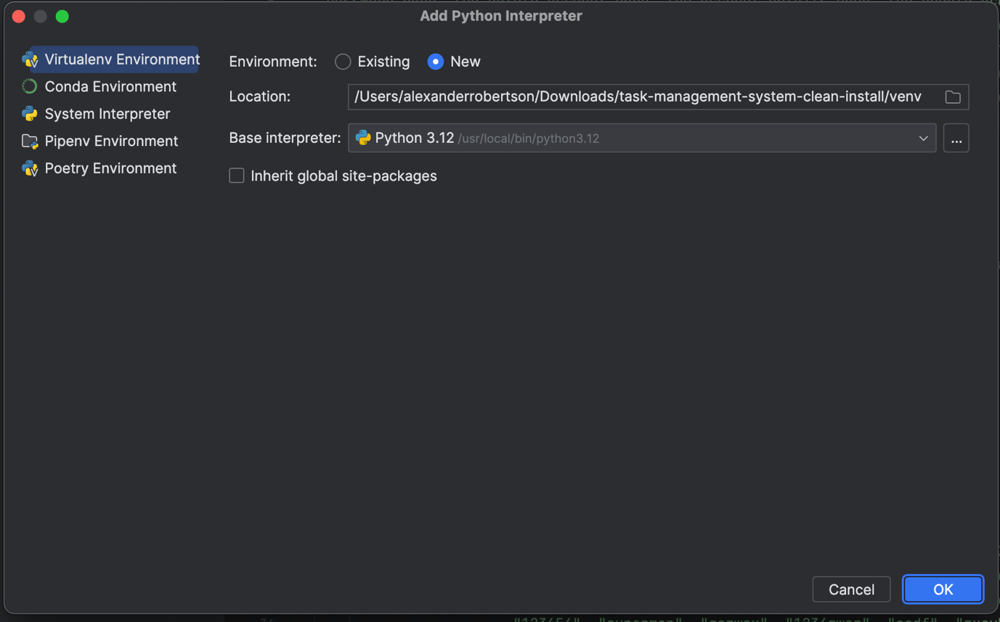 Add Python Interpreter
Virtualenv Environment
Conda Environment
System Interpreter
Pipenv Environment
Poetry Environment
Environment: Existing New
Location: /Users/alexanderrobertson/Downloads/task-management-system-clean-install/venv
Base interpreter: Python 3.12 /usr/local/bin/python3.12 ...
Inherit global site-packages
Cancel OK